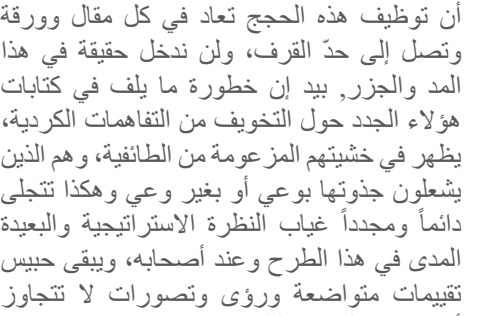 أن توظيف هذه الحجج تعاد في كل مقال وورقة
وتصل إلى حدّ القرف، ولن ندخل حقيقة في هذا
المد والجزر, بيد إن خطورة ما يلف في كتابات
هؤلاء الجدد حول التخويف من التفاهمات الكردية،
يظهر في خشيتهم المزعومة من الطائفية، وهم الذين
يشعلون جذوتها بوعي أو بغير وعي وهكذا تتجلى
دائماً ومجدداً غياب النظرة الاستراتيجية والبعيدة
المدى في هذا الطرح وعند أصحابه، ويبقى حبيس
تقييمات متواضعة ورؤى وتصورات لا تتجاوز